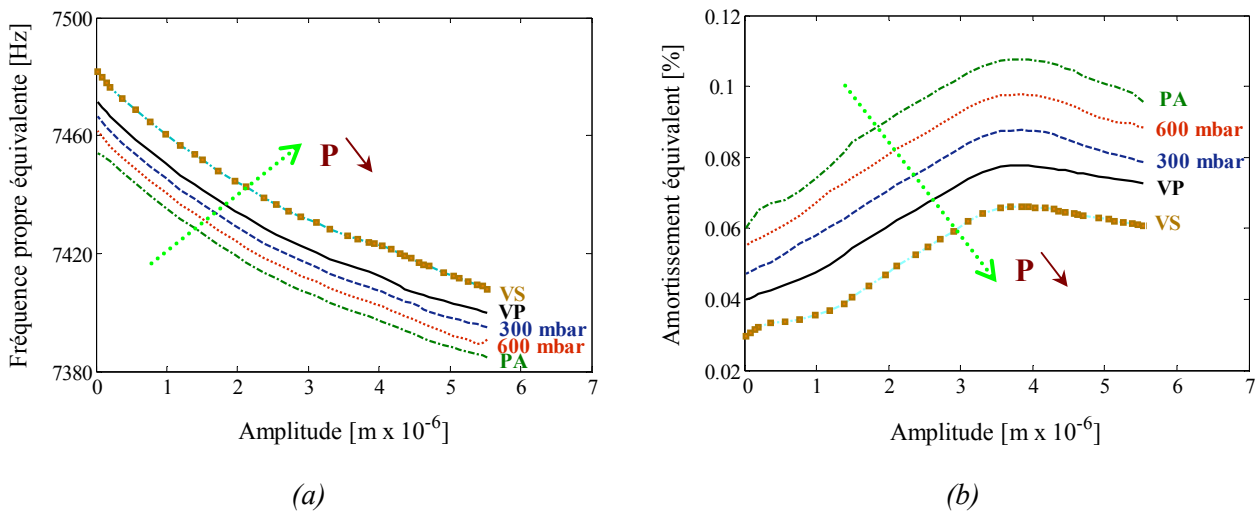 Fréquence propre équivalente [Hz]
7500
7460
7420
7380
0 1 2 3 4 5 6 7
Amplitude [m x 10-6]
P
VS
VP
300 mbar
600 mbar
PA
(a)
Amortissement équivalent [%]
0.12
0.1
0.08
0.06
0.04
0.02
0 1 2 3 4 5 6 7
Amplitude [m x 10-6]
PA
600 mbar
300 mbar
VP
VS
P
(b)